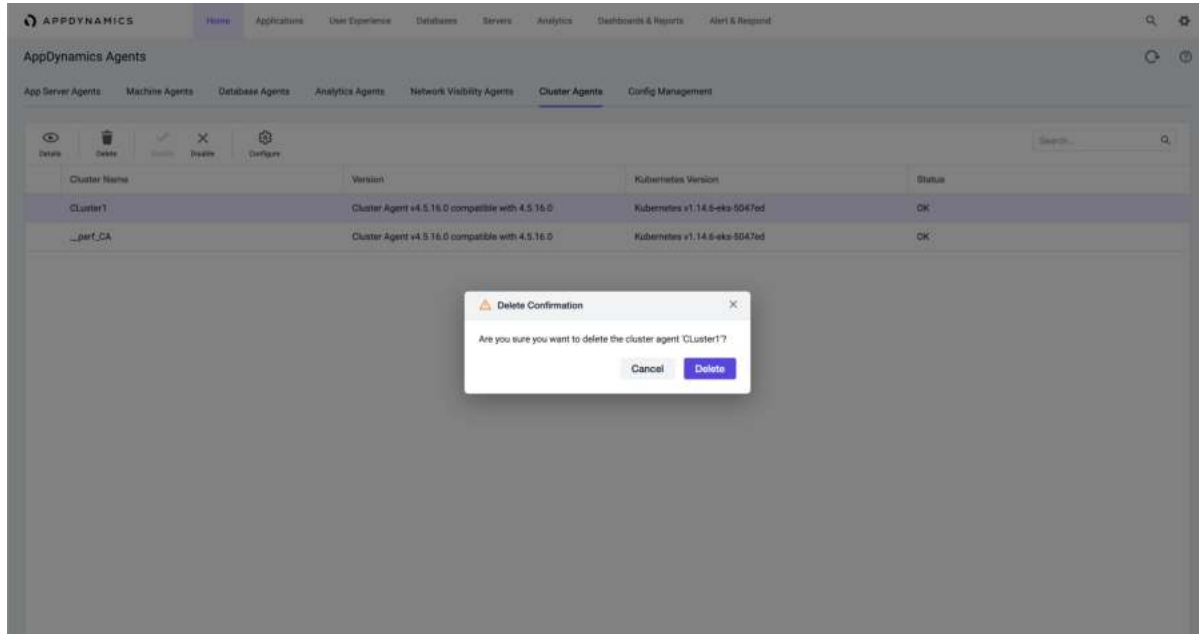 APPDYNAMICS Home Applications User Experience Databases Servers Analytics Dashboards & Reports Alert & Respond
AppDynamics Agents
App Server Agents Machine Agents Database Agents Analytics Agents Network Visibility Agents Cluster Agents Config Management
Details Delete Enable Disable Configure Search...
Cluster Name Version Kubernetes Version Status
CLuster1 Cluster Agent v4.5.16.0 compatible with 4.5.16.0 Kubernetes v1.14.6-eks-5047ed OK
__perf_CA Cluster Agent v4.5.16.0 compatible with 4.5.16.0 Kubernetes v1.14.6-eks-5047ed OK
Delete Confirmation
Are you sure you want to delete the cluster agent 'CLuster1'?
Cancel Delete